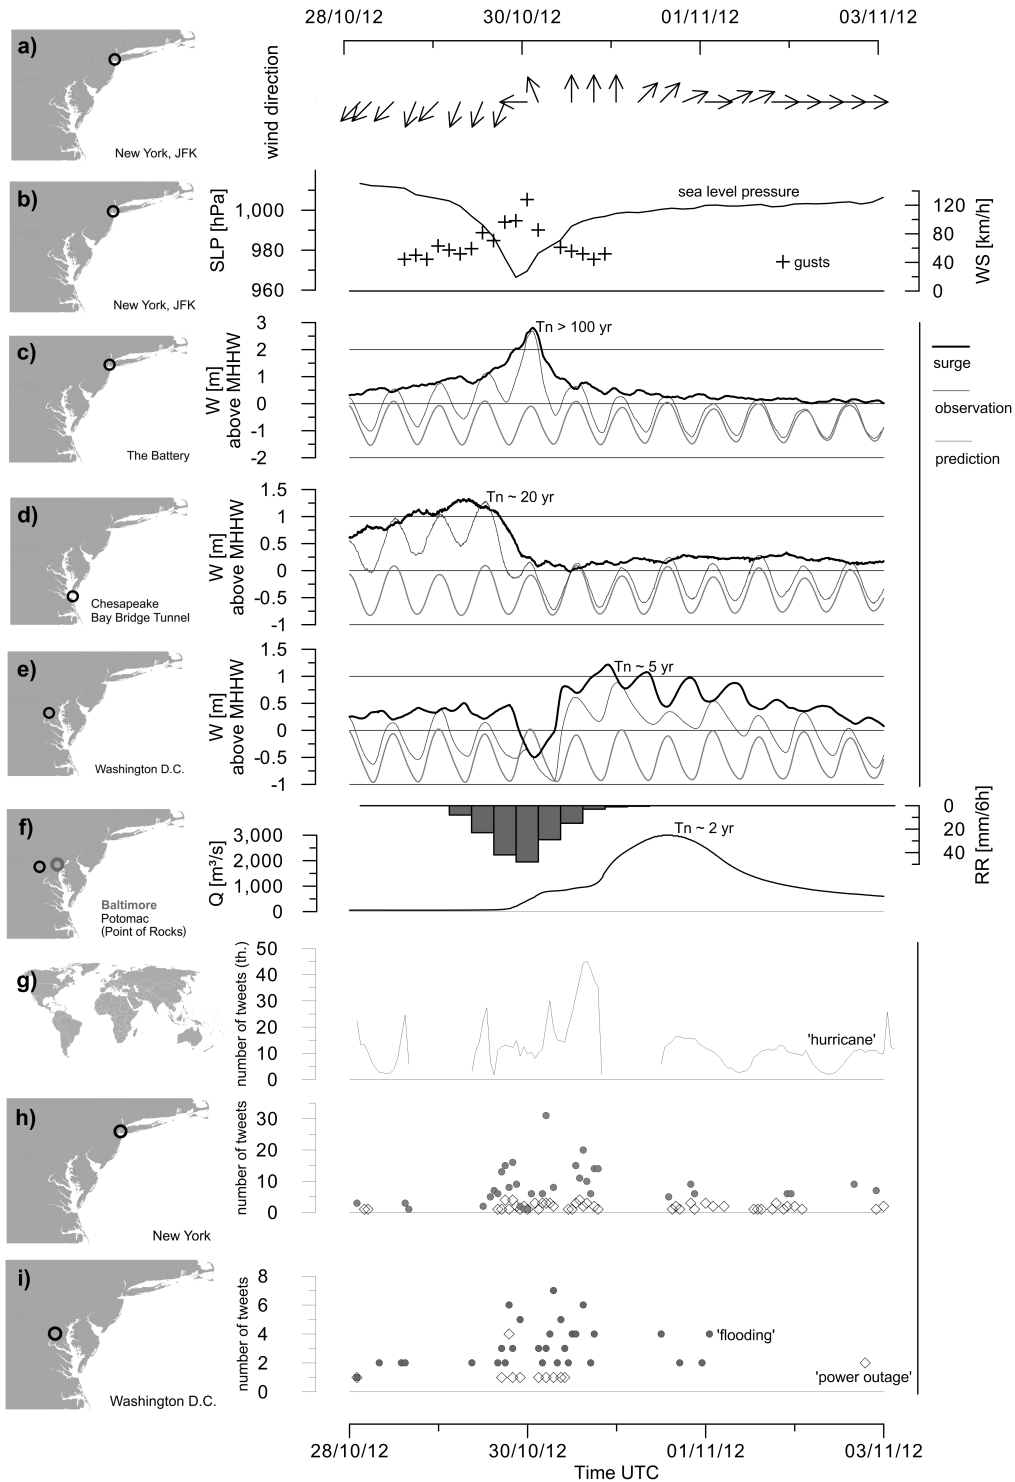 28/10/12 30/10/12 01/11/12 03/11/12
a)
wind direction
New York, JFK
b)
SLP [hPa]
1,000
980
960
sea level pressure
gusts
120
80
40
0
WS [km/h]
New York, JFK
c)
W [m]
above MHHW
3
2
1
0
-1
-2
Tn > 100 yr
surge
observation
prediction
The Battery
d)
W [m]
above MHHW
1.5
1
0.5
0
-0.5
-1
Tn ~ 20 yr
Chesapeake
Bay Bridge Tunnel
e)
W [m]
above MHHW
1.5
1
0.5
0
-0.5
-1
Tn ~ 5 yr
Washington D.C.
f)
Q [m³/s]
3,000
2,000
1,000
0
Tn ~ 2 yr
0
20
40
RR [mm/6h]
Baltimore
Potomac
(Point of Rocks)
g)
number of tweets (th.)
50
40
30
20
10
0
'hurricane'
h)
number of tweets
30
20
10
0
New York
i)
number of tweets
8
6
4
2
0
'flooding'
'power outage'
Washington D.C.
28/10/12 30/10/12 01/11/12 03/11/12
Time UTC